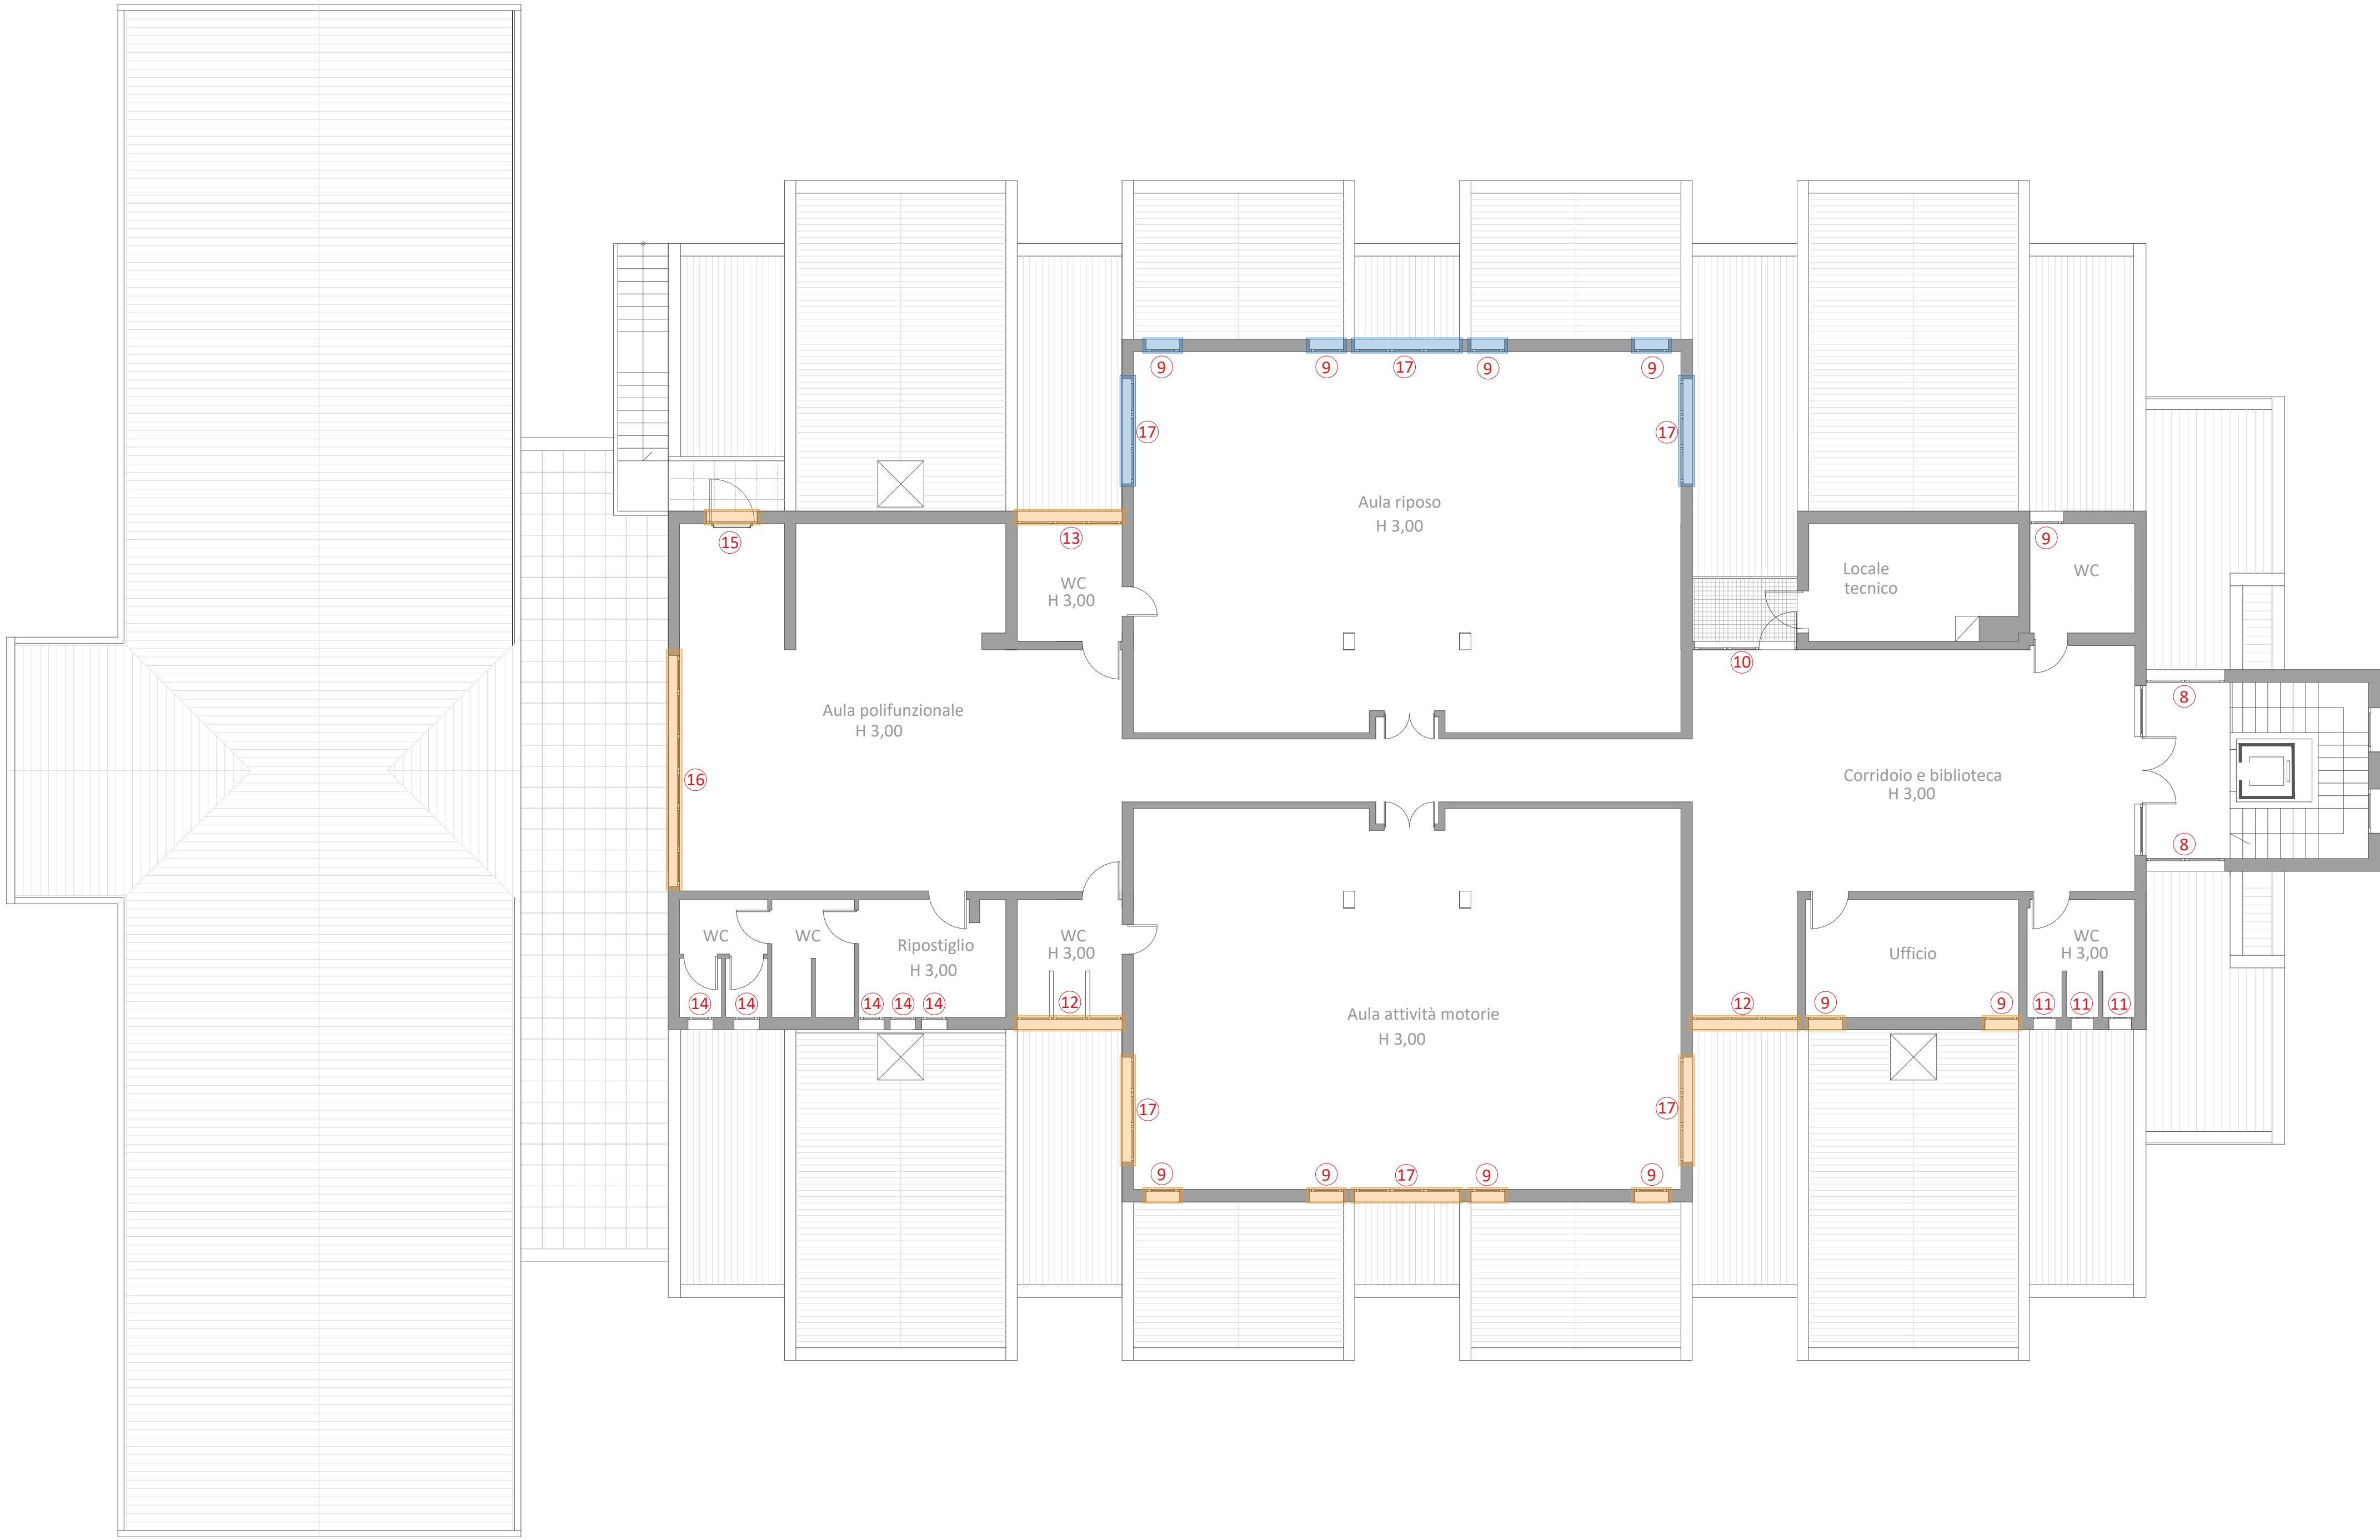 9
9
17
9
9
17
17
Aula riposo
H 3,00
15
13
9
WC
H 3,00
Locale
tecnico
WC
10
8
Aula polifunzionale
H 3,00
16
Corridoio e biblioteca
H 3,00
8
WC
WC
Ripostiglio
H 3,00
WC
H 3,00
Ufficio
WC
H 3,00
14
14
14
14
14
12
12
9
9
11
11
11
Aula attività motorie
H 3,00
17
17
9
9
17
9
9